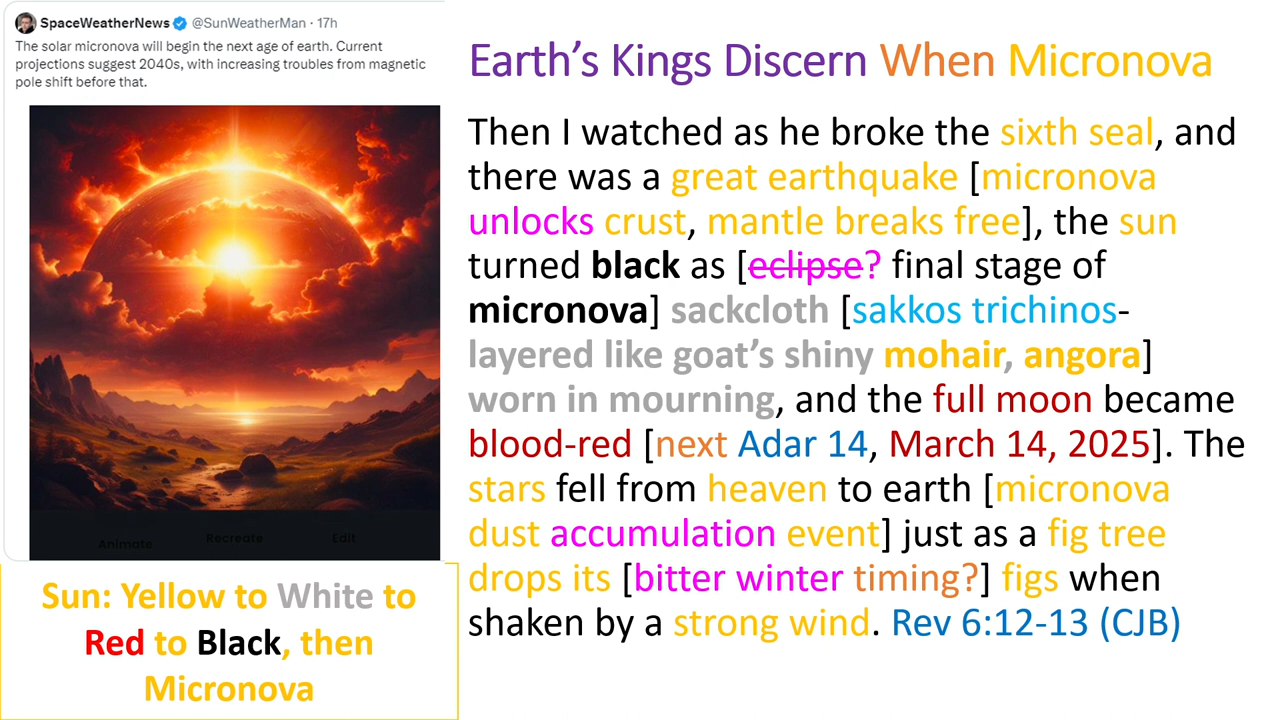 SpaceWeatherNews @SunWeatherMan · 17h
The solar micronova will begin the next age of earth. Current
projections suggest 2040s, with increasing troubles from magnetic
pole shift before that.
Animate Recreate Edit
Sun: Yellow to White to
Red to Black, then
Micronova
Earth’s Kings Discern When Micronova
Then I watched as he broke the sixth seal, and
there was a great earthquake [micronova
unlocks crust, mantle breaks free], the sun
turned black as [eclipse? final stage of
micronova] sackcloth [sakkos trichinos-
layered like goat’s shiny mohair, angora]
worn in mourning, and the full moon became
blood-red [next Adar 14, March 14, 2025]. The
stars fell from heaven to earth [micronova
dust accumulation event] just as a fig tree
drops its [bitter winter timing?] figs when
shaken by a strong wind. Rev 6:12-13 (CJB)